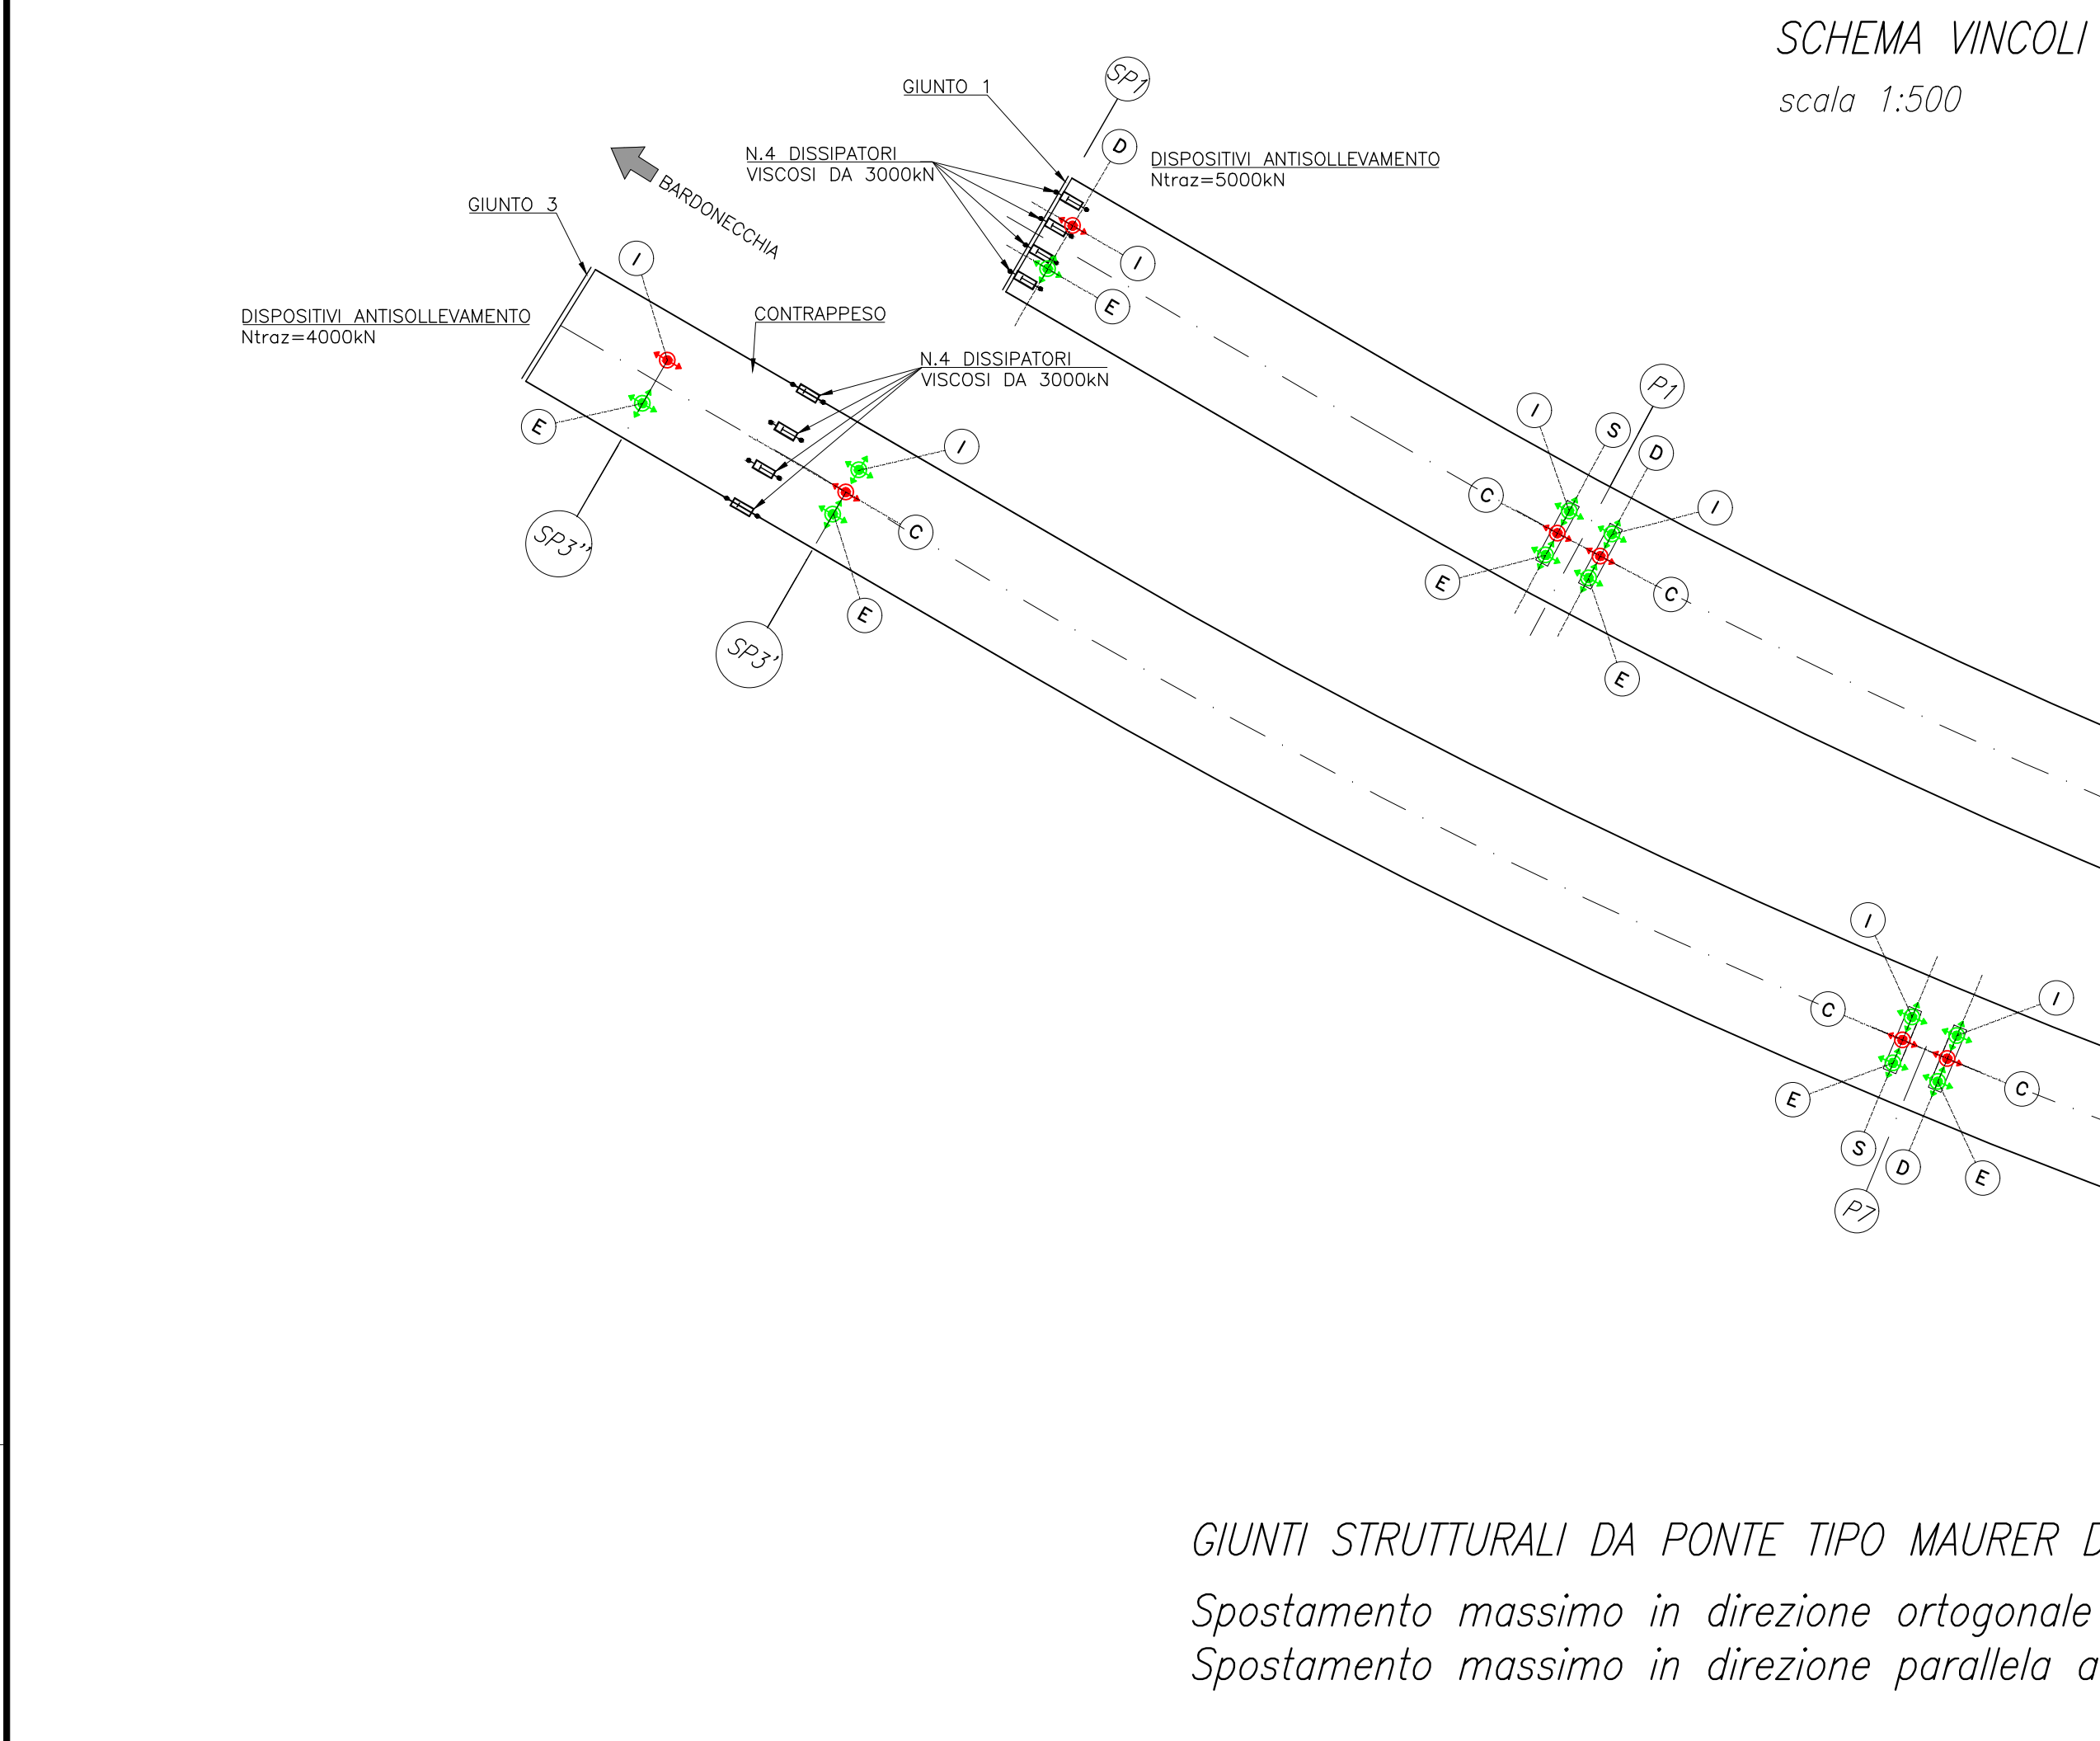 SCHEMA VINCOLI
scala 1:500
SP1
GIUNTO 1
D
N.4 DISSIPATORI
VISCOSI DA 3000kN
DISPOSITIVI ANTISOLLEVAMENTO
Ntraz=5000kN
BARDONECCHIA
GIUNTO 3
I
I
E
DISPOSITIVI ANTISOLLEVAMENTO
Ntraz=4000kN
CONTRAPPESO
N.4 DISSIPATORI
VISCOSI DA 3000kN
E
I
C
SP3''
E
SP3'
P1
I
S
D
C
I
E
C
E
I
I
C
C
E
S
D
E
P7
GIUNTI STRUTTURALI DA PONTE TIPO MAURER D
Spostamento massimo in direzione ortogonale
Spostamento massimo in direzione parallela a